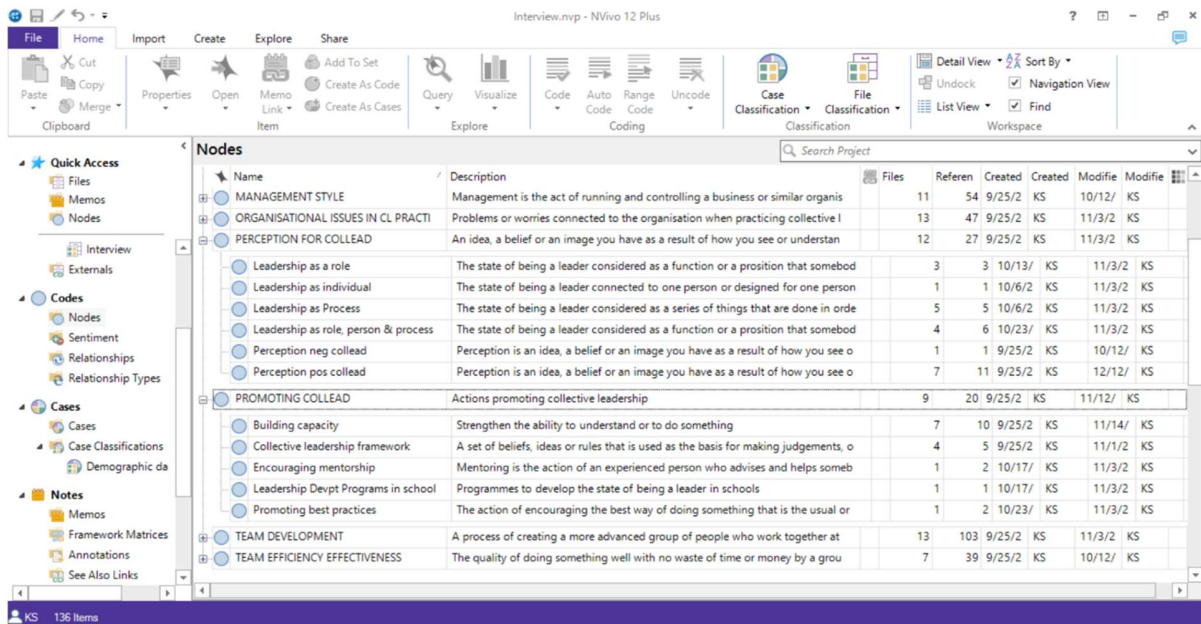 Interview.nvp - NVivo 12 Plus
?
File Home Import Create Explore Share
Paste
Cut
Copy
Merge
Clipboard
Properties
Open
Memo Link
Add To Set
Create As Code
Create As Cases
Item
Query
Visualize
Explore
Code
Auto Code
Range Code
Uncode
Coding
Case Classification
File Classification
Classification
Detail View
Sort By
Undock
Navigation View
List View
Find
Workspace
Quick Access
Files
Memos
Nodes
Interview
Externals
Codes
Nodes
Sentiment
Relationships
Relationship Types
Cases
Cases
Case Classifications
Demographic da
Notes
Memos
Framework Matrices
Annotations
See Also Links
Nodes
Search Project
Name Description Files Referen Created Created Modifie Modifie
MANAGEMENT STYLE Management is the act of running and controlling a business or similar organis 11 54 9/25/2 KS 10/12/ KS
ORGANISATIONAL ISSUES IN CL PRACTI Problems or worries connected to the organisation when practicing collective l 13 47 9/25/2 KS 11/3/2 KS
PERCEPTION FOR COLLEAD An idea, a belief or an image you have as a result of how you see or understan 12 27 9/25/2 KS 11/3/2 KS
Leadership as a role The state of being a leader considered as a function or a prosition that somebod 3 3 10/13/ KS 11/3/2 KS
Leadership as individual The state of being a leader connected to one person or designed for one person 1 1 10/6/2 KS 11/3/2 KS
Leadership as Process The state of being a leader considered as a series of things that are done in orde 5 5 10/6/2 KS 11/3/2 KS
Leadership as role, person & process The state of being a leader considered as a function or a prosition that somebod 4 6 10/23/ KS 11/3/2 KS
Perception neg collead Perception is an idea, a belief or an image you have as a result of how you see o 1 1 9/25/2 KS 10/12/ KS
Perception pos collead Perception is an idea, a belief or an image you have as a result of how you see o 7 11 9/25/2 KS 12/12/ KS
PROMOTING COLLEAD Actions promoting collective leadership 9 20 9/25/2 KS 11/12/ KS
Building capacity Strengthen the ability to understand or to do something 7 10 9/25/2 KS 11/14/ KS
Collective leadership framework A set of beliefs, ideas or rules that is used as the basis for making judgements, o 4 5 9/25/2 KS 11/1/2 KS
Encouraging mentorship Mentoring is the action of an experienced person who advises and helps someb 1 2 10/17/ KS 11/3/2 KS
Leadership Devpt Programs in school Programmes to develop the state of being a leader in schools 1 1 10/17/ KS 11/3/2 KS
Promoting best practices The action of encouraging the best way of doing something that is the usual or 1 2 10/23/ KS 11/3/2 KS
TEAM DEVELOPMENT A process of creating a more advanced group of people who work together at 13 103 9/25/2 KS 11/3/2 KS
TEAM EFFICIENCY EFFECTIVENESS The quality of doing something well with no waste of time or money by a grou 7 39 9/25/2 KS 10/12/ KS
KS 136 Items